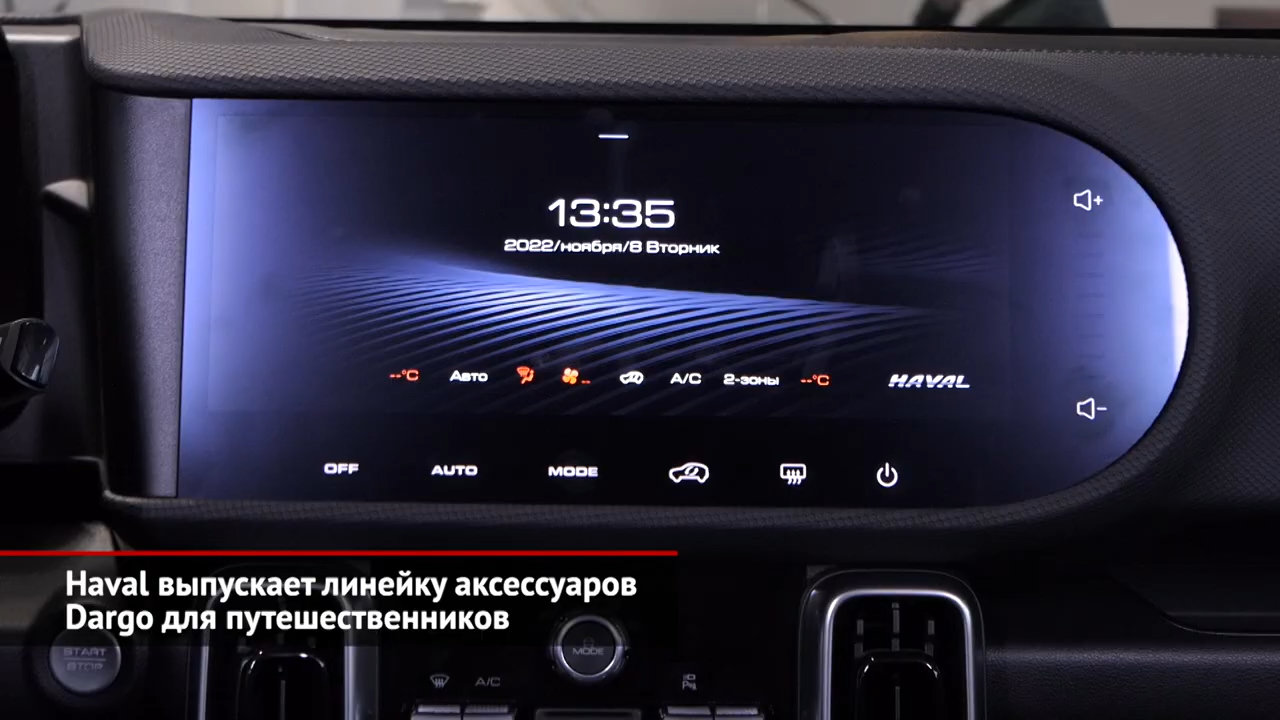 13:35
2022/ноября/8 Вторник
--°C Авто -- A/C 2-зоны --°C HAVAL
OFF AUTO MODE
Haval выпускает линейку аксессуаров
Dargo для путешественников
START
STOP
MODE
A/C